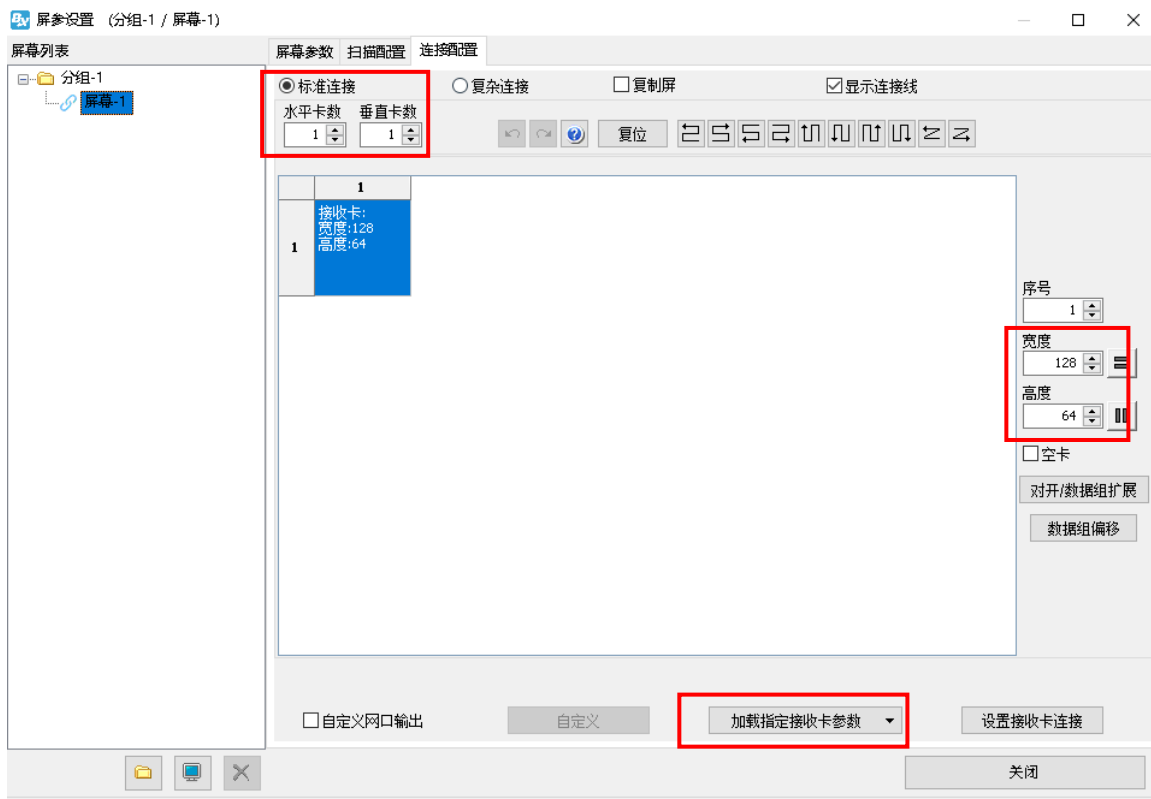 BX 屏参设置 (分组-1 / 屏幕-1)
屏幕列表
屏幕参数 扫描配置 连接配置
分组-1
屏幕-1
标准连接 复杂连接 复制屏 显示连接线
水平卡数 垂直卡数
1 1 复位
1
1
接收卡:
宽度:128
高度:64
序号
1
宽度
128
高度
64
空卡
对开/数据组扩展
数据组偏移
自定义网口输出 自定义 加载指定接收卡参数 设置接收卡连接
关闭